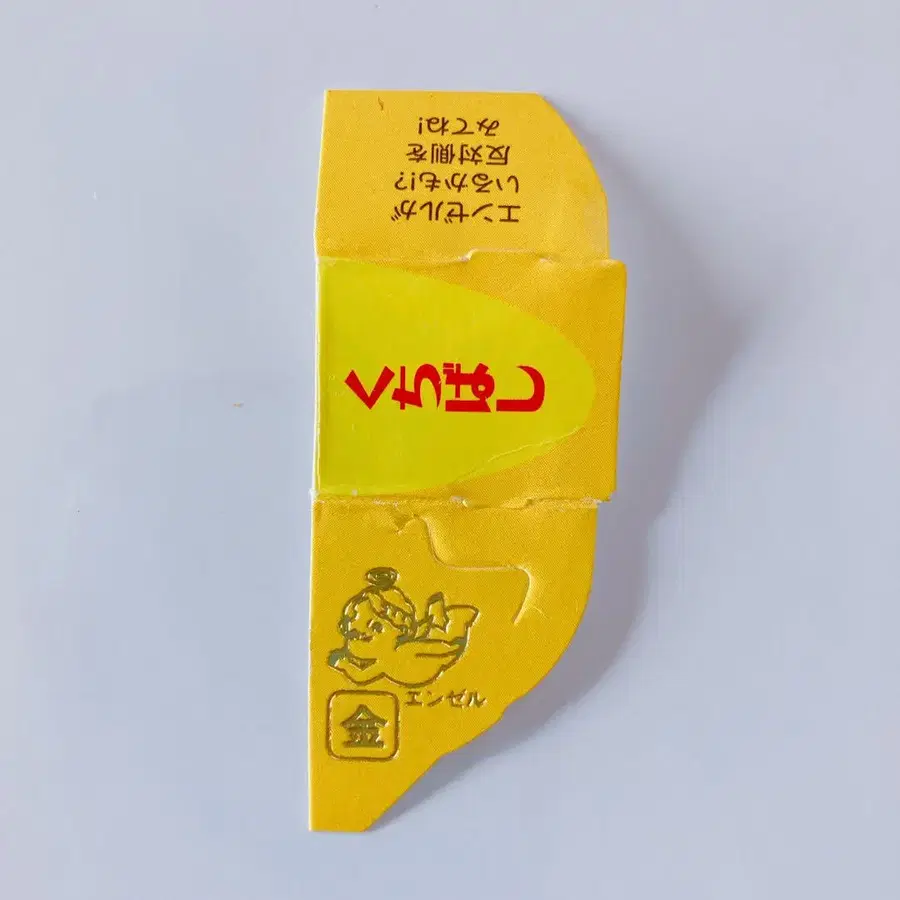 エンゼルが
いるかも!?
反対側を
みてね!
くちばし
金
エンゼル